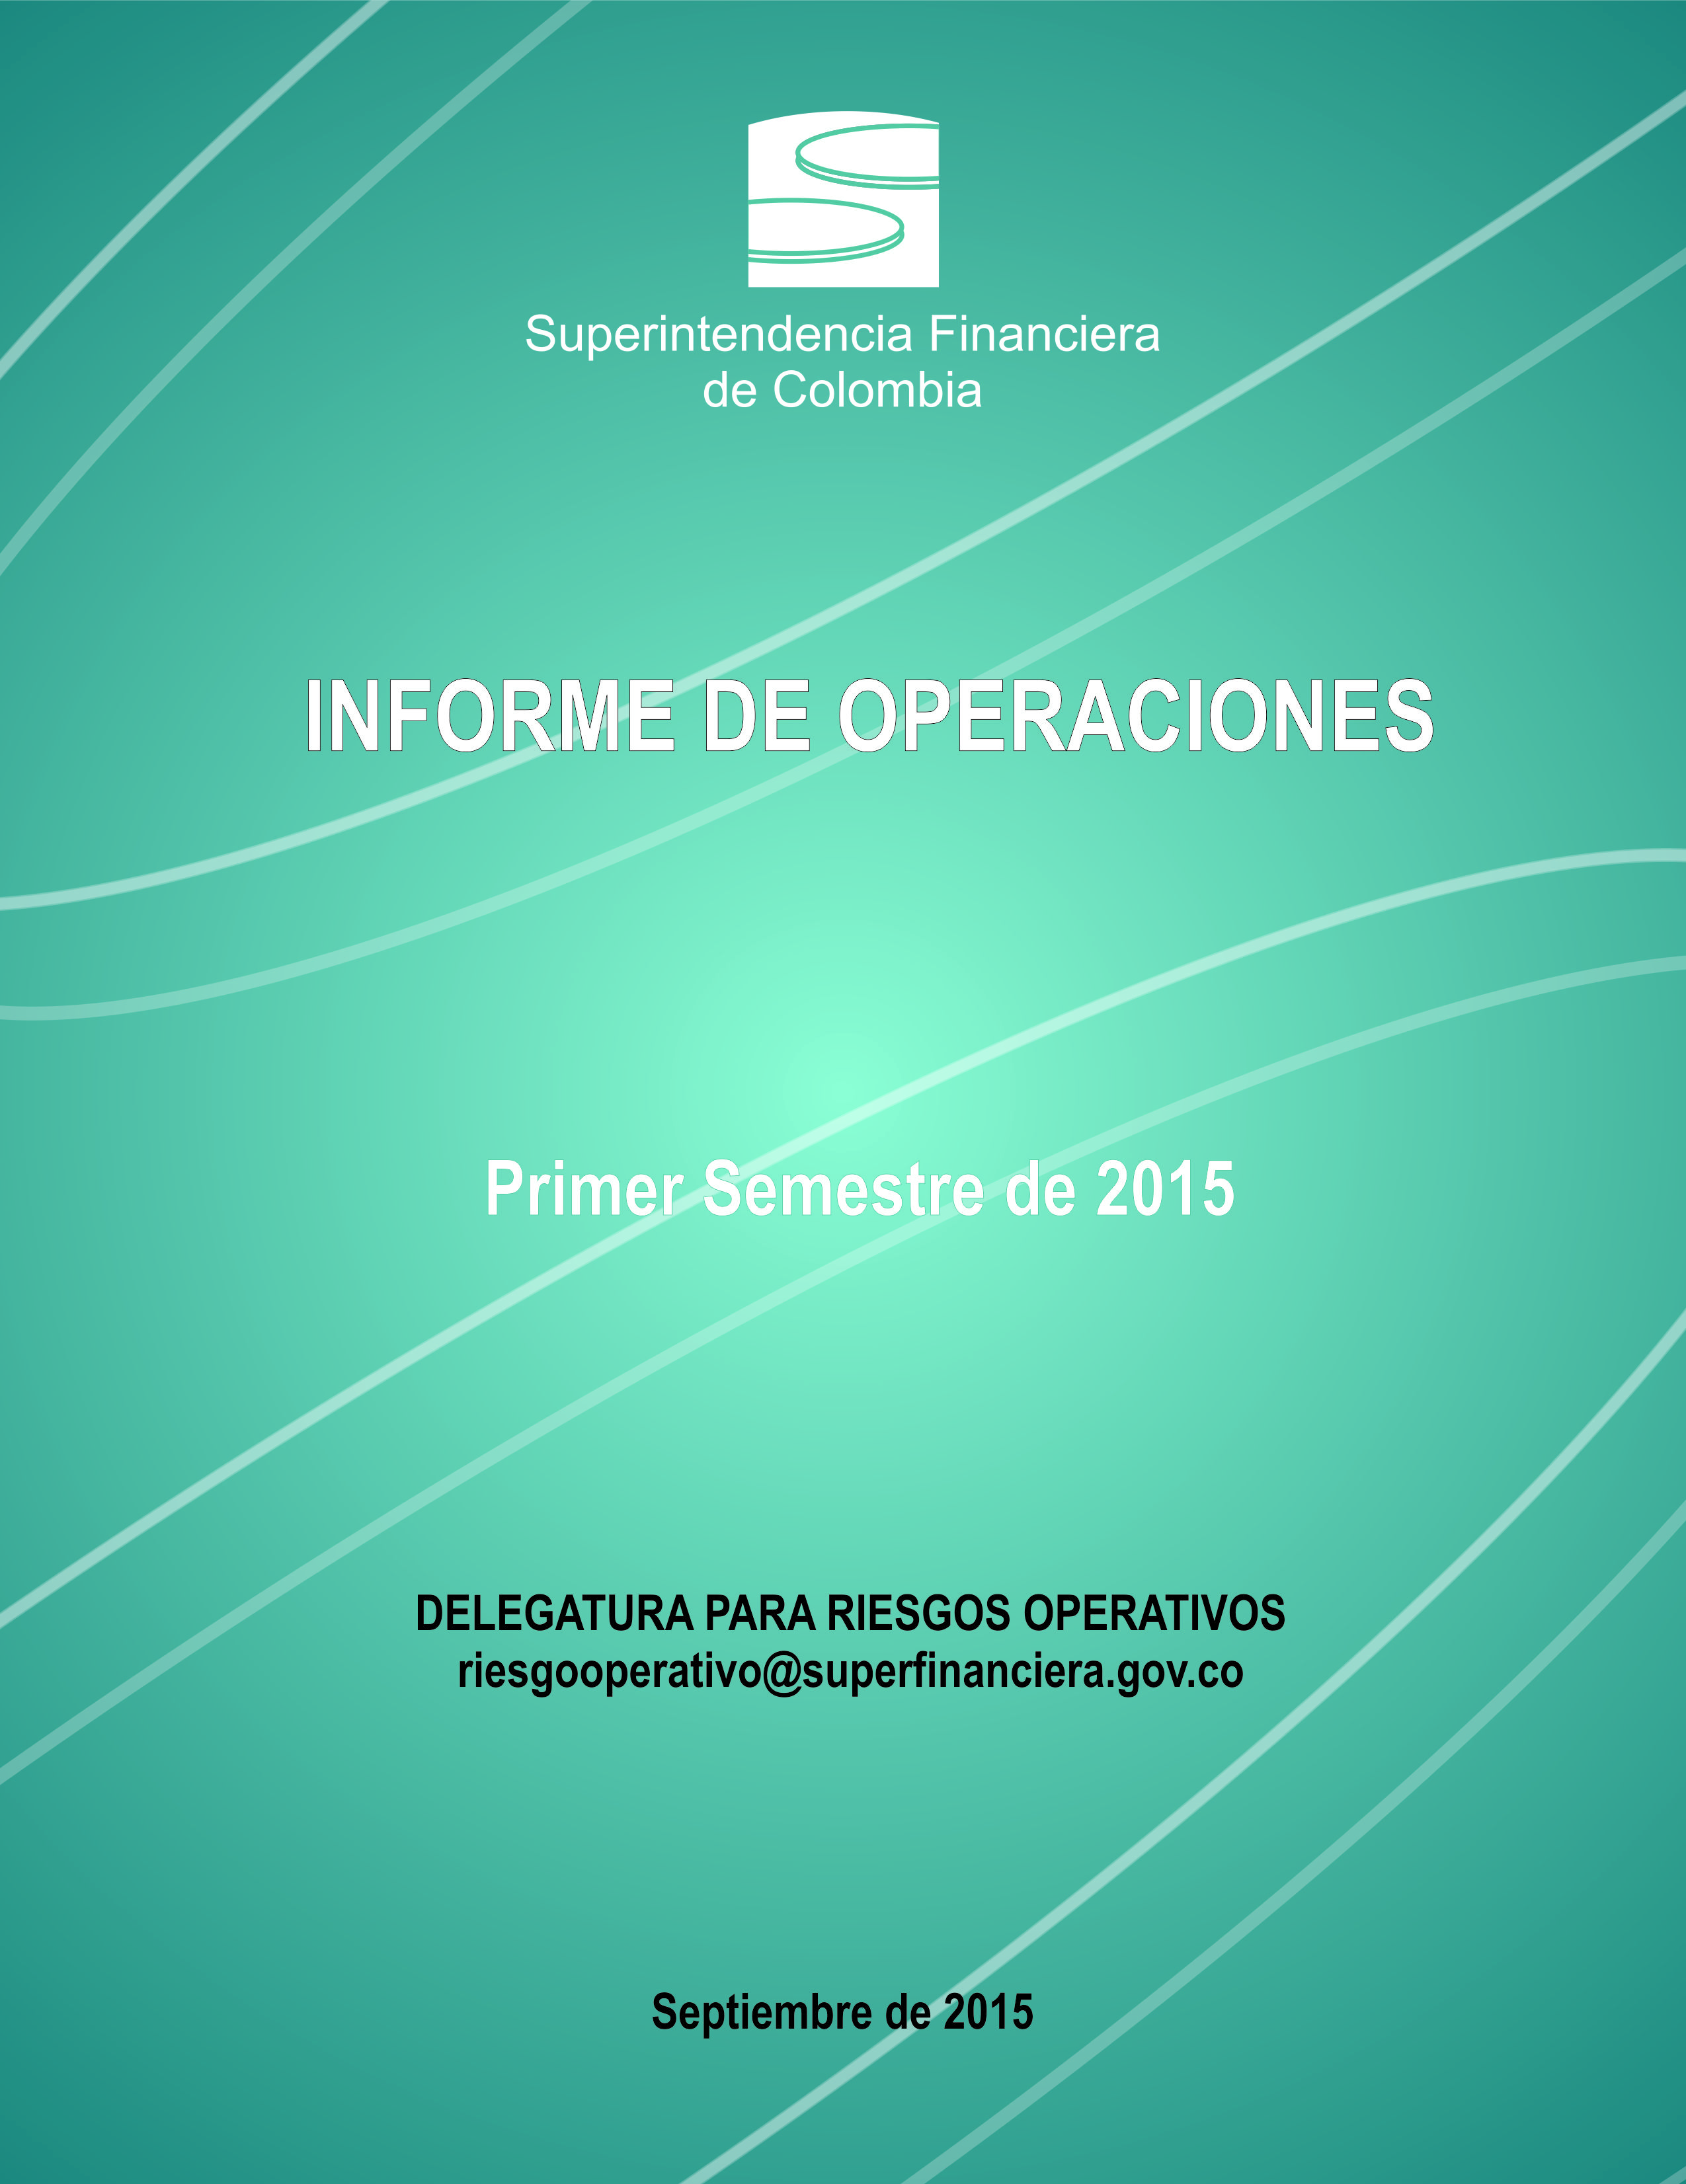 Superintendencia Financiera
de Colombia
INFORME DE OPERACIONES
Primer Semestre de 2015
DELEGATURA PARA RIESGOS OPERATIVOS
riesgooperativo@superfinanciera.gov.co
Septiembre de 2015